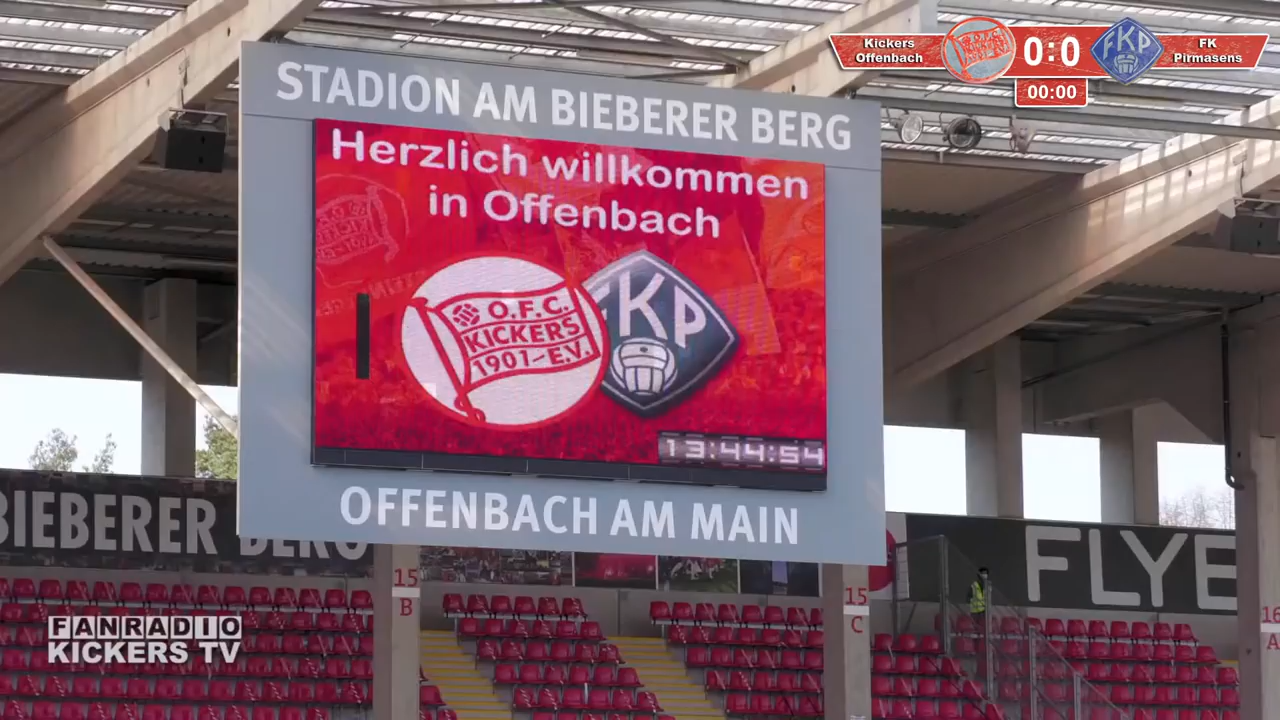 Kickers
Offenbach
0:0
FKP
FK
Pirmasens
00:00
STADION AM BIEBERER BERG
Herzlich willkommen
in Offenbach
O.F.C.
KICKERS
1901-E.V.
FKP
13:44:54
OFFENBACH AM MAIN
BIEBERER BERG
FLYE
15
B
15
C
16
A
FANRADIO
KICKERS TV